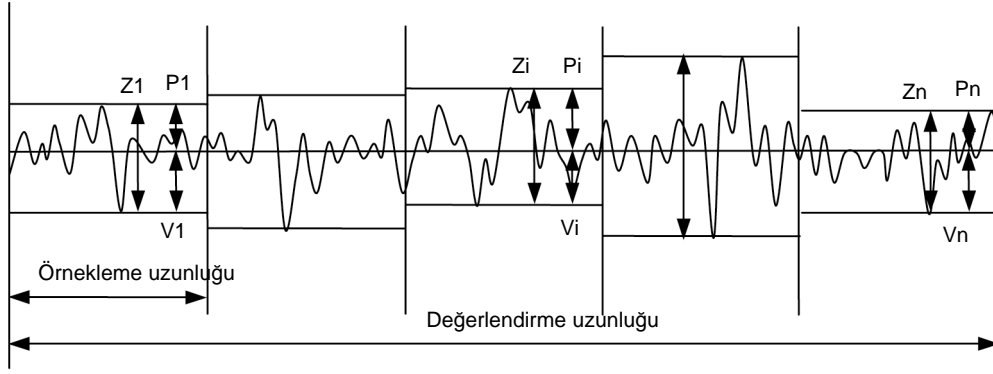 Z1 P1
Zi Pi
Zn Pn
V1
Vi
Vn
Örnekleme uzunluğu
Değerlendirme uzunluğu